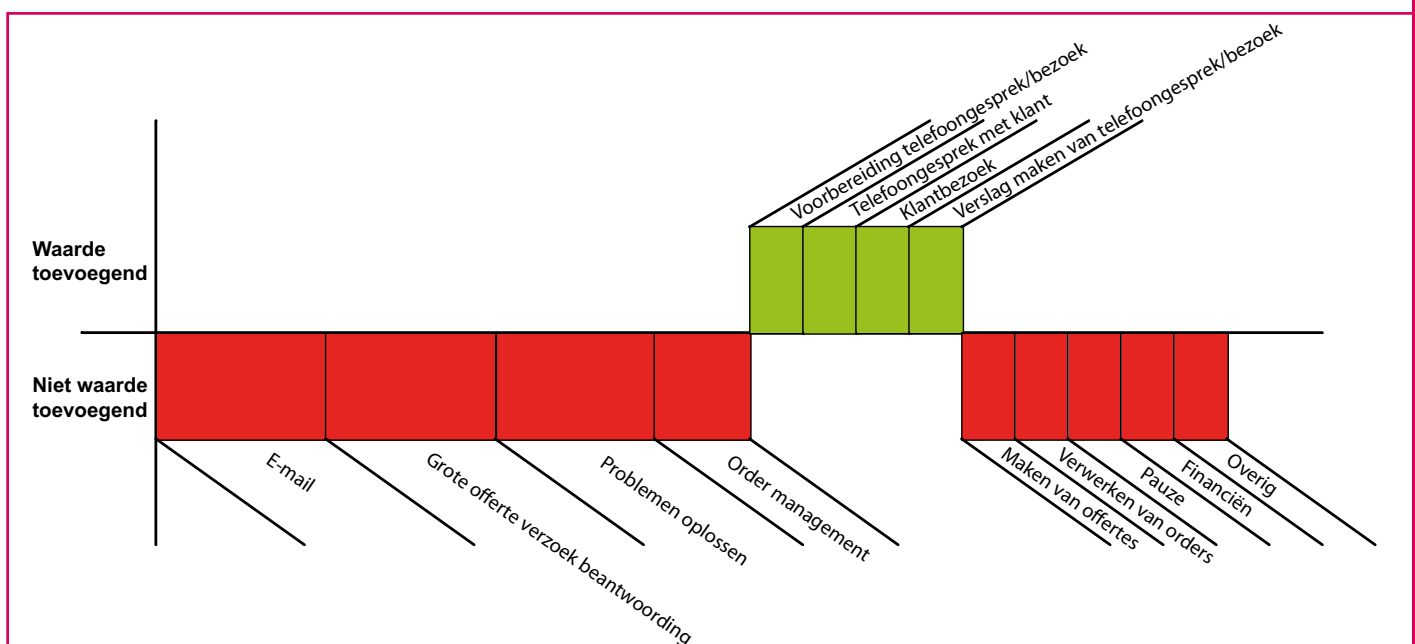 Voorbereiding telefoongesprek/bezoek
Telefoongesprek met klant
Klantbezoek
Verslag maken van telefoongesprek/bezoek
Waarde
toevoegend
Niet waarde
toevoegend
E-mail
Grote offerte verzoek beantwoording
Problemen oplossen
Order management
Maken van offertes
Verwerken van orders
Pauze
Financiën
Overig